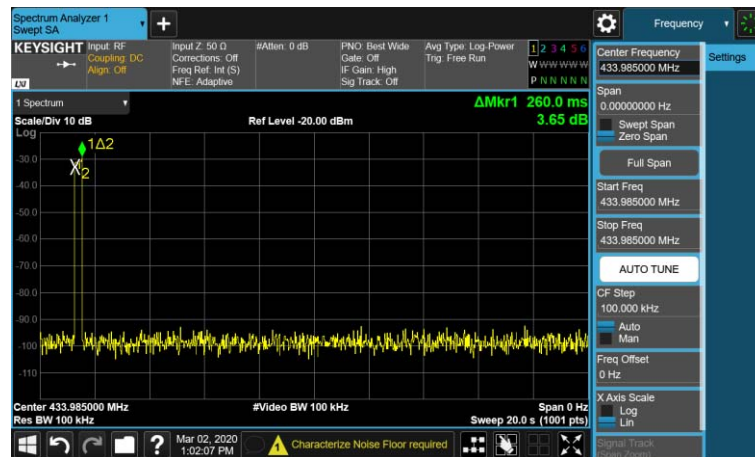 Spectrum Analyzer 1
Swept SA
Frequency
KEYSIGHT
Input: RF
Coupling: DC
Align: Off
Input Z: 50 Ω
Corrections: Off
Freq Ref: Int (S)
NFE: Adaptive
#Atten: 0 dB
PNO: Best Wide
Gate: Off
IF Gain: High
Sig Track: Off
Avg Type: Log-Power
Trig: Free Run
1 2 3 4 5 6
W W W W W W
P N N N N N
LXI
1 Spectrum
ΔMkr1 260.0 ms
3.65 dB
Scale/Div 10 dB
Ref Level -20.00 dBm
Log
1Δ2
X2
-30.0
-40.0
-50.0
-60.0
-70.0
-80.0
-90.0
-100
-110
Center 433.985000 MHz
#Video BW 100 kHz
Span 0 Hz
Res BW 100 kHz
Sweep 20.0 s (1001 pts)
Mar 02, 2020
1:02:07 PM
?
1
Characterize Noise Floor required
Settings
Center Frequency
433.985000 MHz
Span
0.00000000 Hz
Swept Span
Zero Span
Full Span
Start Freq
433.985000 MHz
Stop Freq
433.985000 MHz
AUTO TUNE
CF Step
100.000 kHz
Auto
Man
Freq Offset
0 Hz
X Axis Scale
Log
Lin
Signal Track
(Span Zoom)